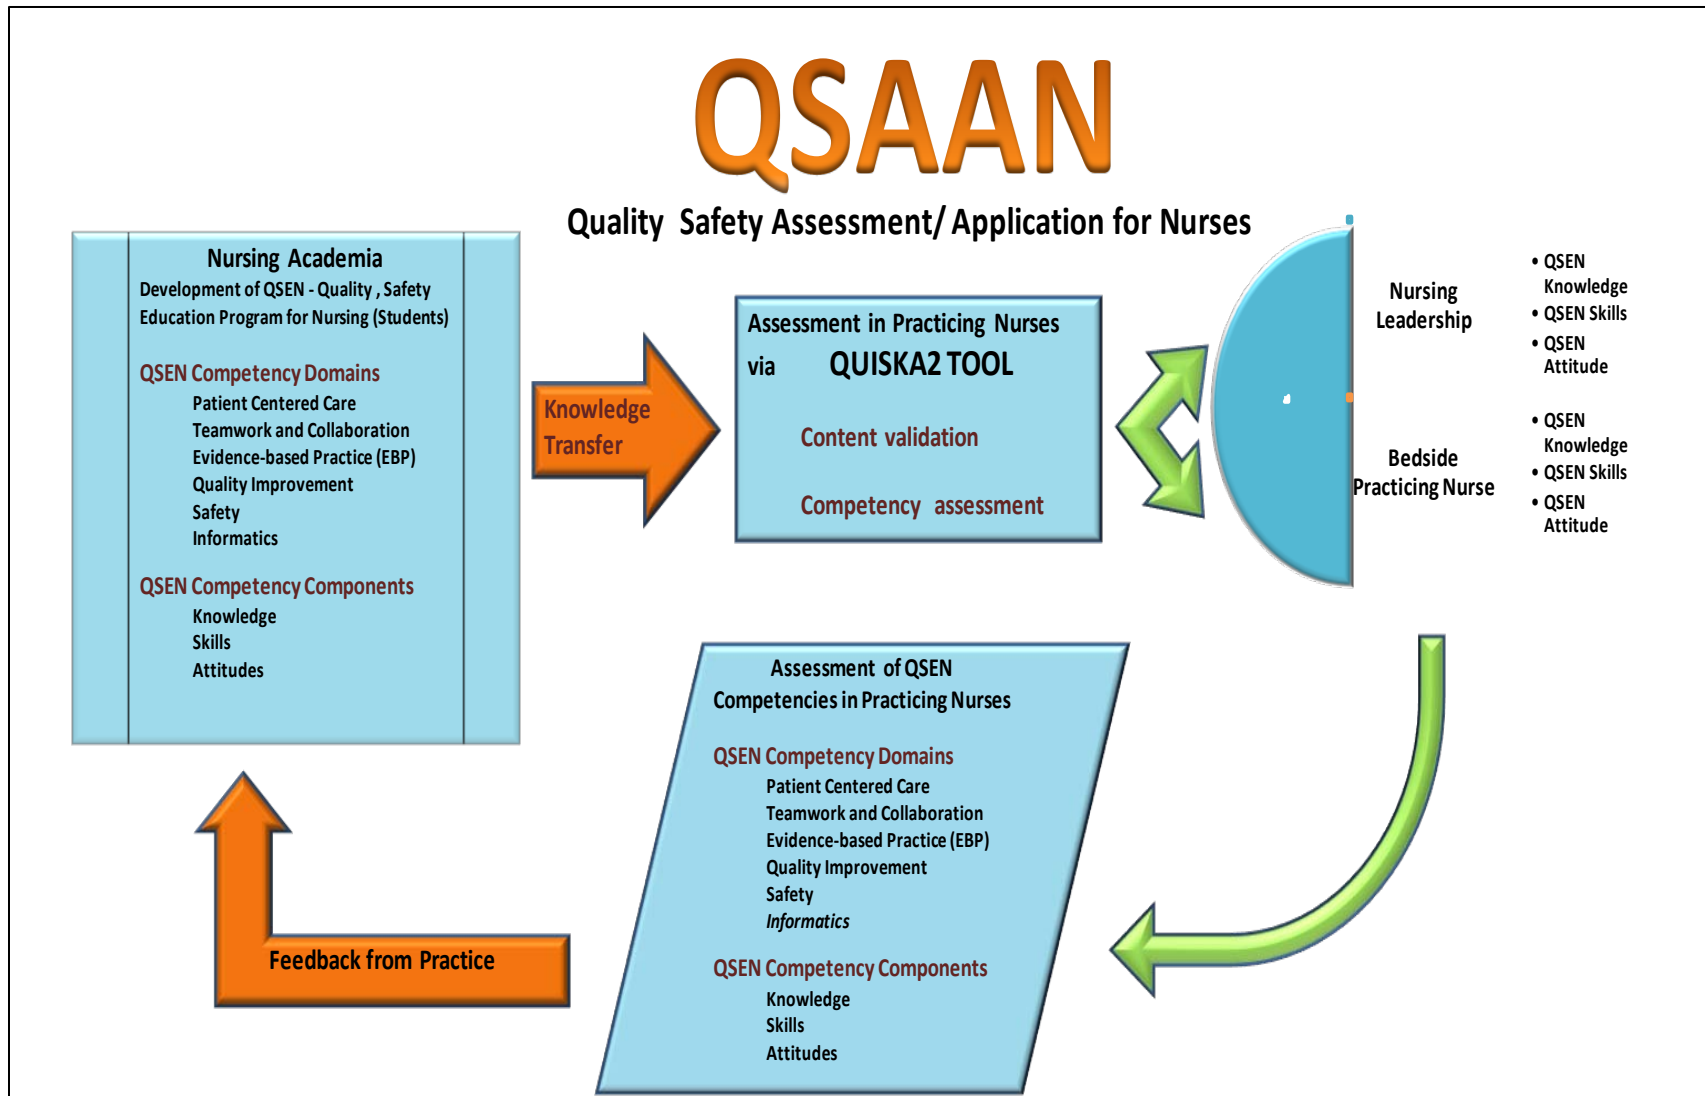 QSAAN
Quality Safety Assessment/ Application for Nurses
Nursing Academia
Development of QSEN - Quality , Safety
Education Program for Nursing (Students)
QSEN Competency Domains
Patient Centered Care
Teamwork and Collaboration
Evidence-based Practice (EBP)
Quality Improvement
Safety
Informatics
QSEN Competency Components
Knowledge
Skills
Attitudes
Knowledge
Transfer
Assessment in Practicing Nurses
via QUISKA2 TOOL
Content validation
Competency assessment
Nursing
Leadership
• QSEN
Knowledge
• QSEN Skills
• QSEN
Attitude
Bedside
Practicing Nurse
• QSEN
Knowledge
• QSEN Skills
• QSEN
Attitude
Assessment of QSEN
Competencies in Practicing Nurses
QSEN Competency Domains
Patient Centered Care
Teamwork and Collaboration
Evidence-based Practice (EBP)
Quality Improvement
Safety
Informatics
QSEN Competency Components
Knowledge
Skills
Attitudes
Feedback from Practice